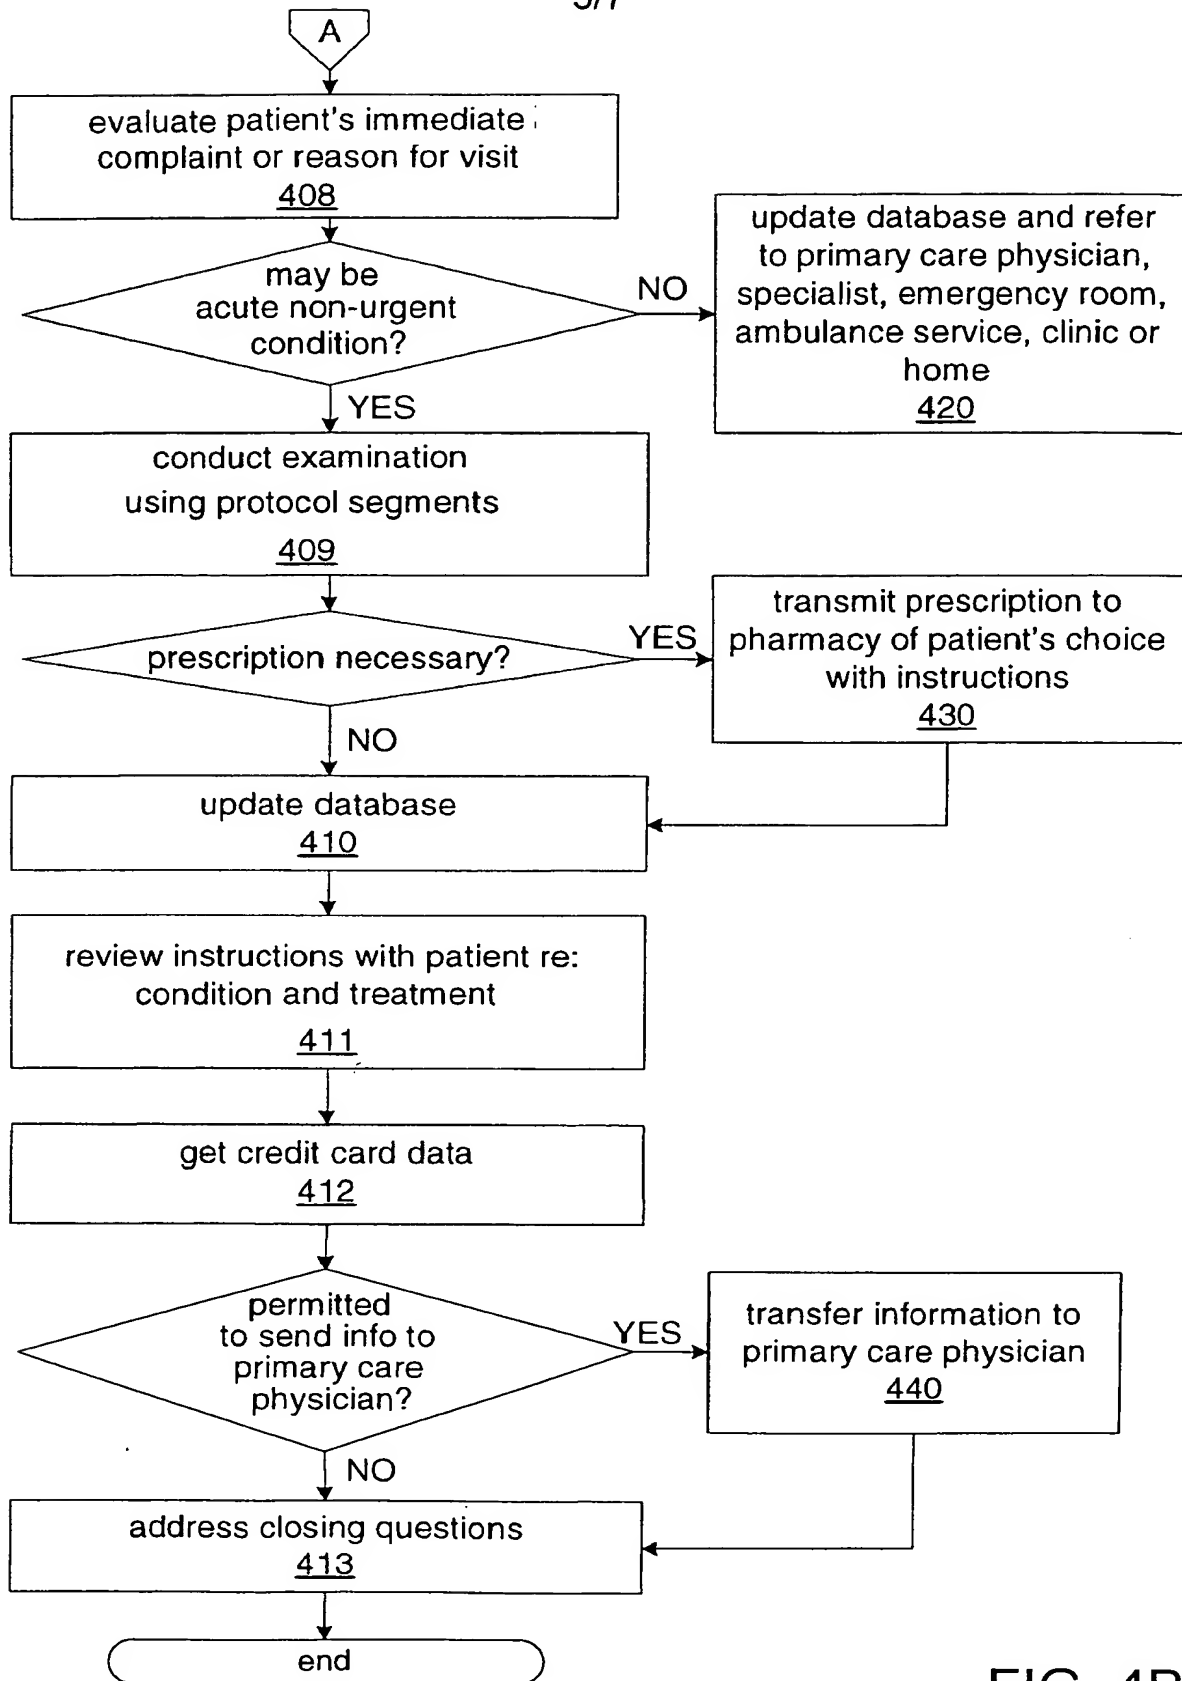 A
evaluate patient's immediate
complaint or reason for visit
408
may be
acute non-urgent
condition?
NO
update database and refer
to primary care physician,
specialist, emergency room,
ambulance service, clinic or
home
420
YES
conduct examination
using protocol segments
409
prescription necessary?
YES
transmit prescription to
pharmacy of patient's choice
with instructions
430
NO
update database
410
review instructions with patient re:
condition and treatment
411
get credit card data
412
permitted
to send info to
primary care
physician?
YES
transfer information to
primary care physician
440
NO
address closing questions
413
end